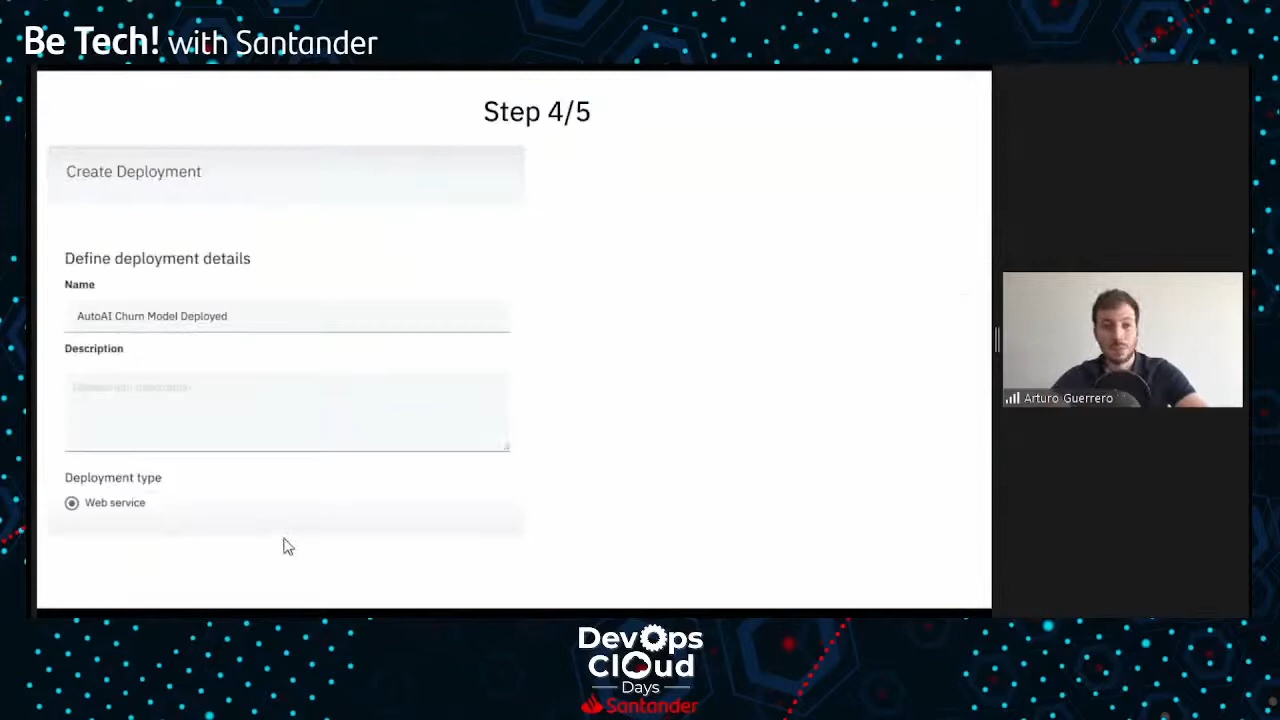 Be Tech! with Santander
Step 4/5
Create Deployment
Define deployment details
Name
AutoAI Churn Model Deployed
Description
Deployment type
Web service
Arturo Guerrero
DevOps
Cloud
Days
Santander